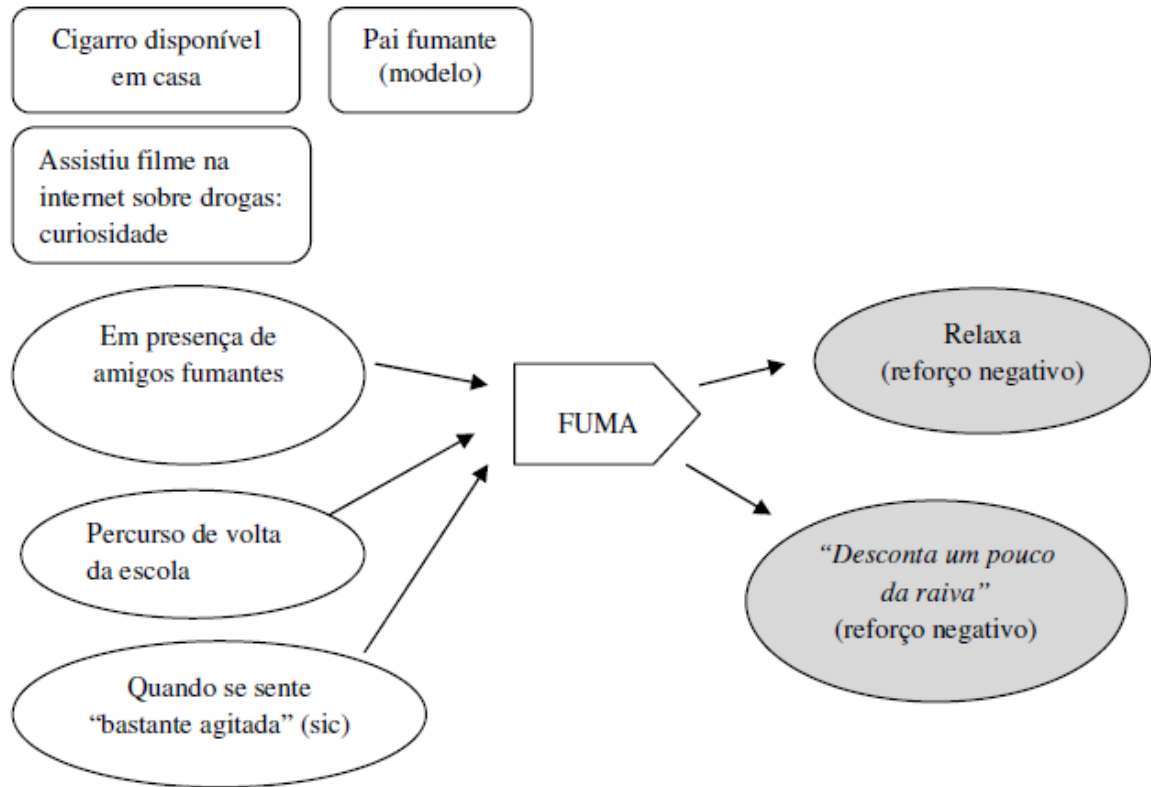 Cigarro disponível
em casa
Pai fumante
(modelo)
Assistiu filme na
internet sobre drogas:
curiosidade
Em presença de
amigos fumantes
Percurso de volta
da escola
Quando se sente
“bastante agitada” (sic)
FUMA
Relaxa
(reforço negativo)
“Desconta um pouco
da raiva”
(reforço negativo)